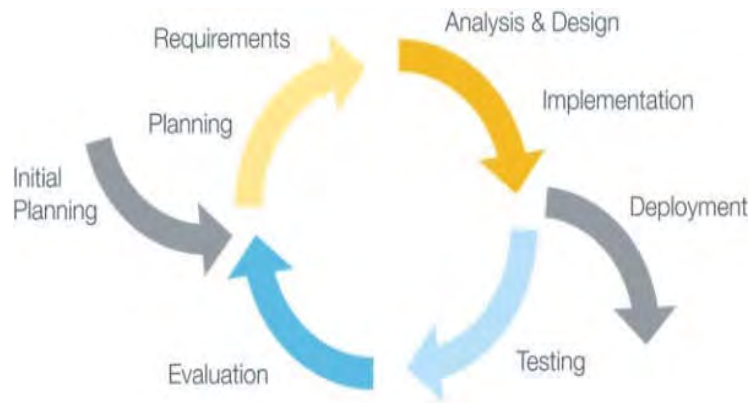 Requirements
Analysis & Design
Planning
Implementation
Initial
Planning
Deployment
Evaluation
Testing